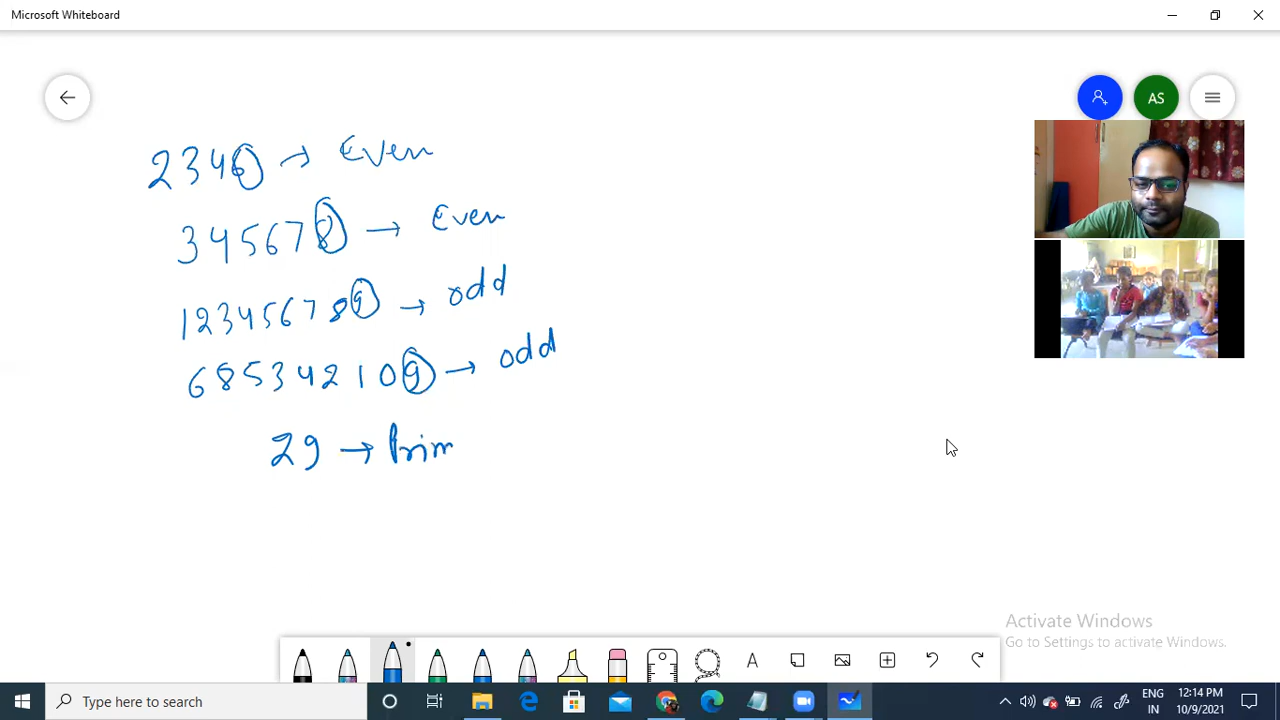 Microsoft Whiteboard
AS
2346 → Even
345678 → Even
123456789 → odd
685342109 → odd
29 → Prim
Activate Windows
Go to Settings to activate Windows.
A
Type here to search
ENG
IN
12:14 PM
10/9/2021